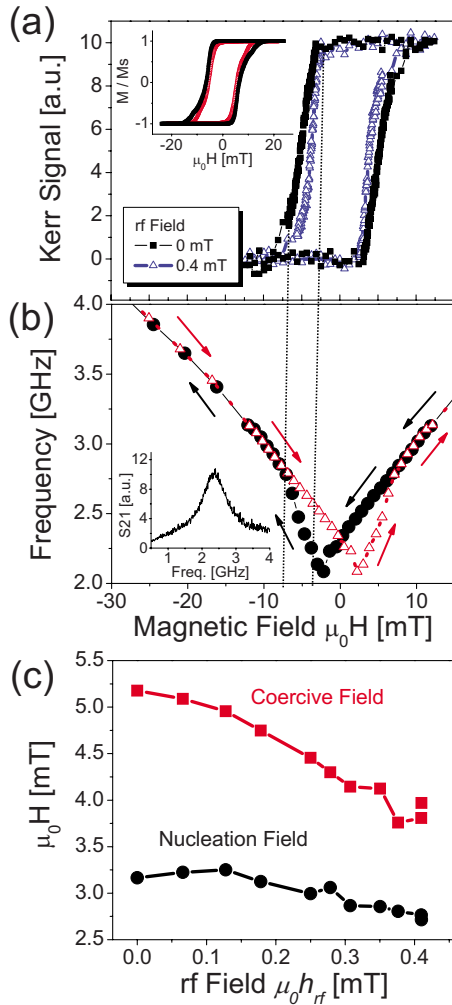 (a)
Kerr Signal [a.u.]
10
8
6
4
2
0
M / Ms
1
0
-1
-20 0 20
μ₀H [mT]
rf Field
0 mT
0.4 mT
(b)
Frequency [GHz]
4.0
3.5
3.0
2.5
2.0
S21 [a.u.]
12
8
4
0
2 4
Freq. [GHz]
-30 -20 -10 0 10
Magnetic Field μ₀H [mT]
(c)
μ₀H [mT]
5.5
5.0
4.5
4.0
3.5
3.0
2.5
Coercive Field
Nucleation Field
0.0 0.1 0.2 0.3 0.4
rf Field μ₀hrf [mT]